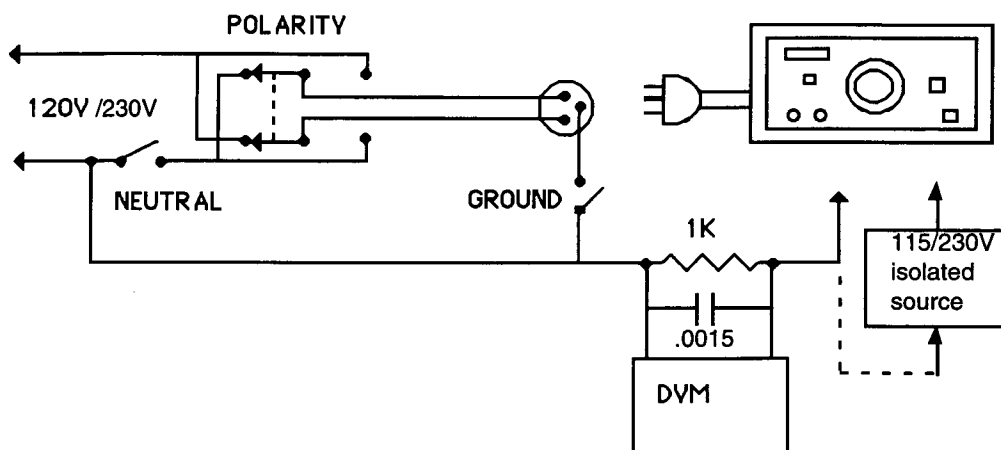 POLARITY
120V /230V
NEUTRAL
GROUND
1K
115/230V
isolated
source
.0015
DVM